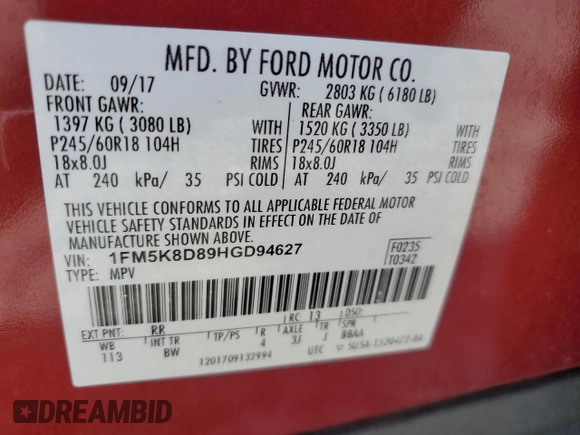 MFD. BY FORD MOTOR CO.
DATE: 09/17 GVWR: 2803 KG ( 6180 LB)
FRONT GAWR: REAR GAWR:
1397 KG ( 3080 LB) WITH 1520 KG ( 3350 LB) WITH
P245/60R18 104H TIRES P245/60R18 104H TIRES
18x8.0J RIMS 18x8.0J RIMS
AT 240 kPa/ 35 PSI COLD AT 240 kPa/ 35 PSI COLD
THIS VEHICLE CONFORMS TO ALL APPLICABLE FEDERAL MOTOR
VEHICLE SAFETY STANDARDS IN EFFECT ON THE DATE OF
MANUFACTURE SHOWN ABOVE.
VIN: 1FM5K8D89HGD94627 F0235
TYPE: MPV T0342
EXT PNT: RR RC: 13 DSO:
WB INT TR TP/PS R AXLE TR SPR
113 BW 4 3J J BBAA
1201709132994 UTC
DREAMBID